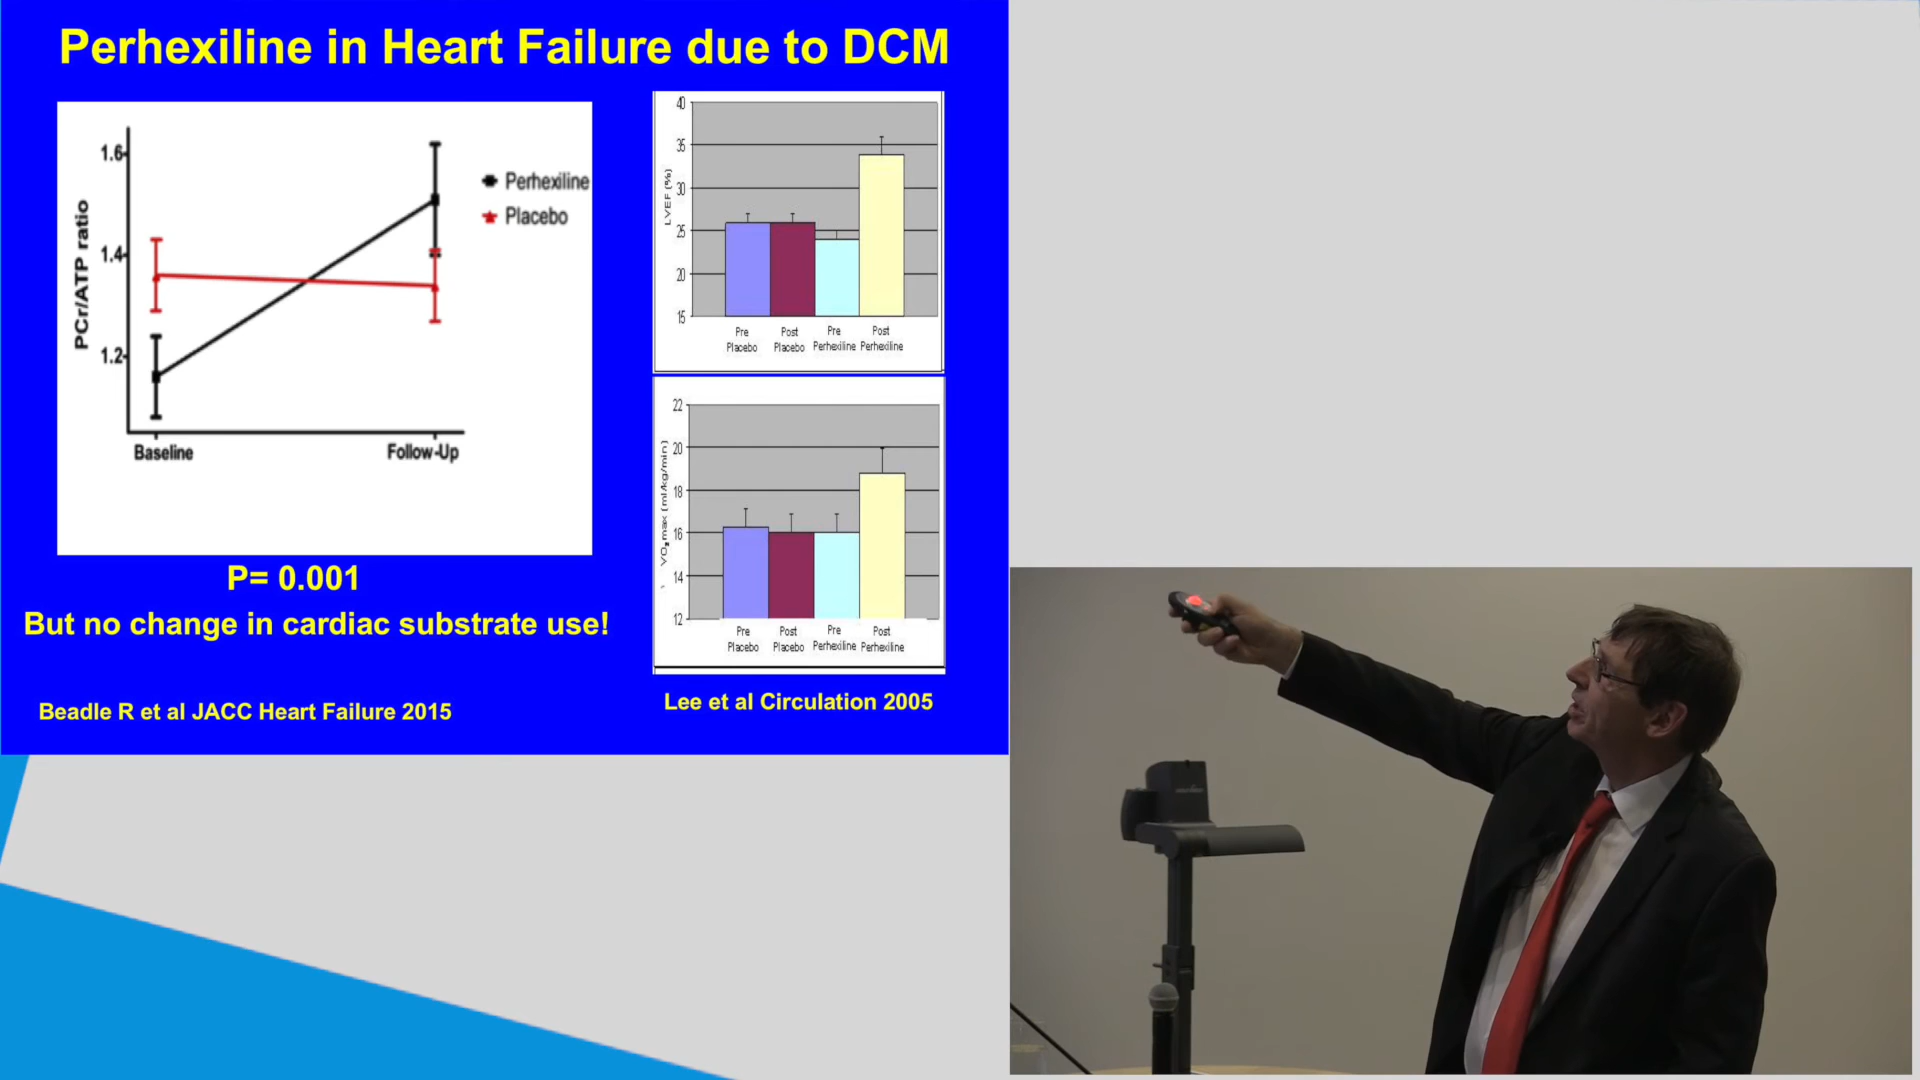 Perhexiline in Heart Failure due to DCM
PCr/ATP ratio
1.6
1.4
1.2
Baseline
Follow-Up
Perhexiline
Placebo
P= 0.001
But no change in cardiac substrate use!
Beadle R et al JACC Heart Failure 2015
LVEF (%)
40
35
30
25
20
15
Pre
Placebo
Post
Placebo
Pre
Perhexiline
Post
Perhexiline
VO2max (ml/kg/min)
22
20
18
16
14
12
Pre
Placebo
Post
Placebo
Pre
Perhexiline
Post
Perhexiline
Lee et al Circulation 2005